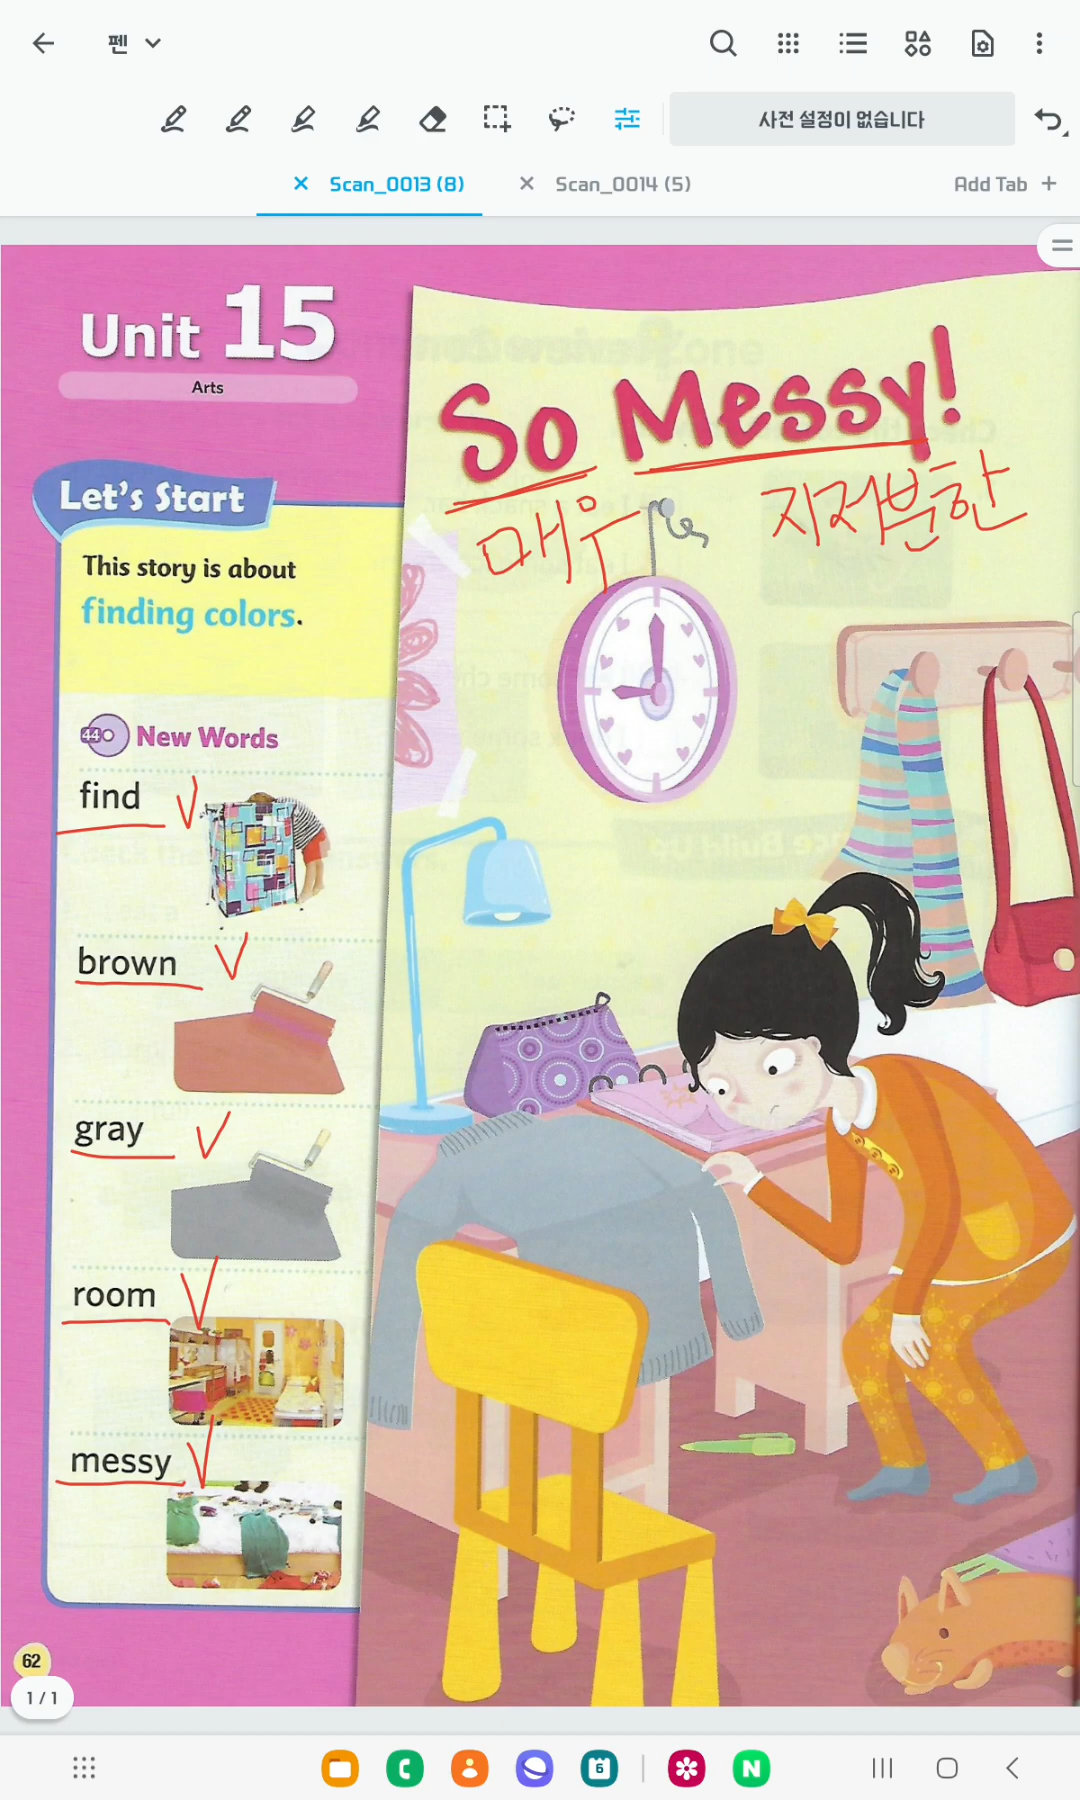 펜
사전 설정이 없습니다
Scan_0013 (8)
Scan_0014 (5)
Add Tab +
Unit 15
Arts
So Messy!
매우 지저분한
Let's Start
This story is about
finding colors.
44 New Words
find
brown
gray
room
messy
62
1 / 1
6
N